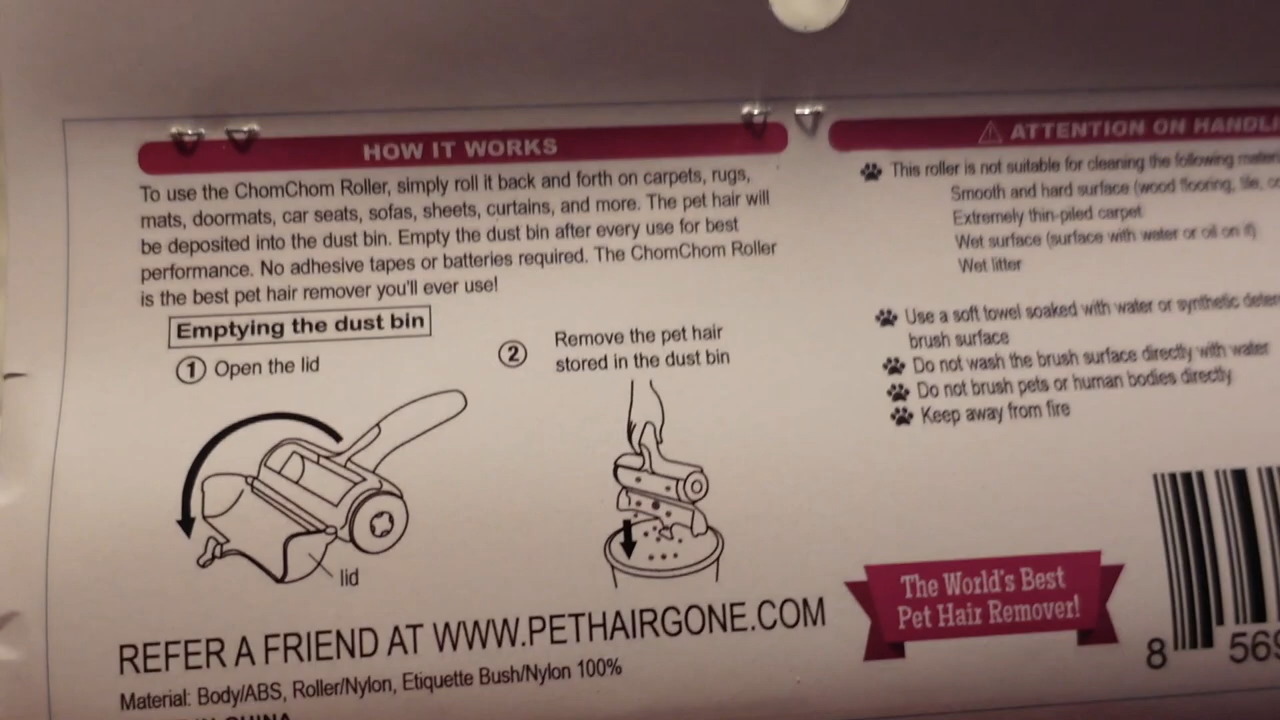 HOW IT WORKS
To use the ChomChom Roller, simply roll it back and forth on carpets, rugs,
mats, doormats, car seats, sofas, sheets, curtains, and more. The pet hair will
be deposited into the dust bin. Empty the dust bin after every use for best
performance. No adhesive tapes or batteries required. The ChomChom Roller
is the best pet hair remover you'll ever use!
Emptying the dust bin
1 Open the lid
2 Remove the pet hair
stored in the dust bin
lid
REFER A FRIEND AT WWW.PETHAIRGONE.COM
Material: Body/ABS, Roller/Nylon, Etiquette Bush/Nylon 100%
CHINA
ATTENTION ON
This roller is not suitable for cleaning the following
Smooth and hard surface (wood flooring, tile,
Extremely thin-piled carpet
Wet surface (surface with water or oil on it)
Wet litter
Use a soft towel soaked with water or synthetic
brush surface
Do not wash the brush surface directly with water
Do not brush pets or human bodies directly
Keep away from fire
The World's Best
Pet Hair Remover!
8 569